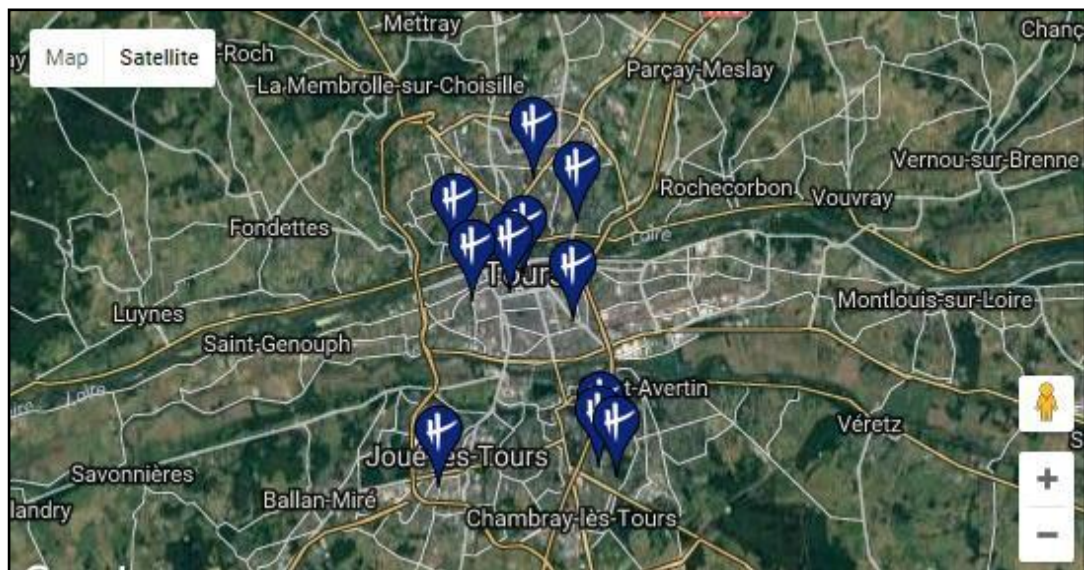 Mettray
Chanç
ay
Map
Satellite
-Roch
Parçay-Meslay
La Membrolle-sur-Choisille
Vernou-sur-Brenne
Rochecorbon
Vouvray
Fondettes
Loire
Tours
Montlouis-sur-Loire
Luynes
Saint-Genouph
Loire
ire
t-Avertin
Véretz
S
Joué-lès-Tours
Savonnières
Ballan-Miré
landry
Chambray-lès-Tours